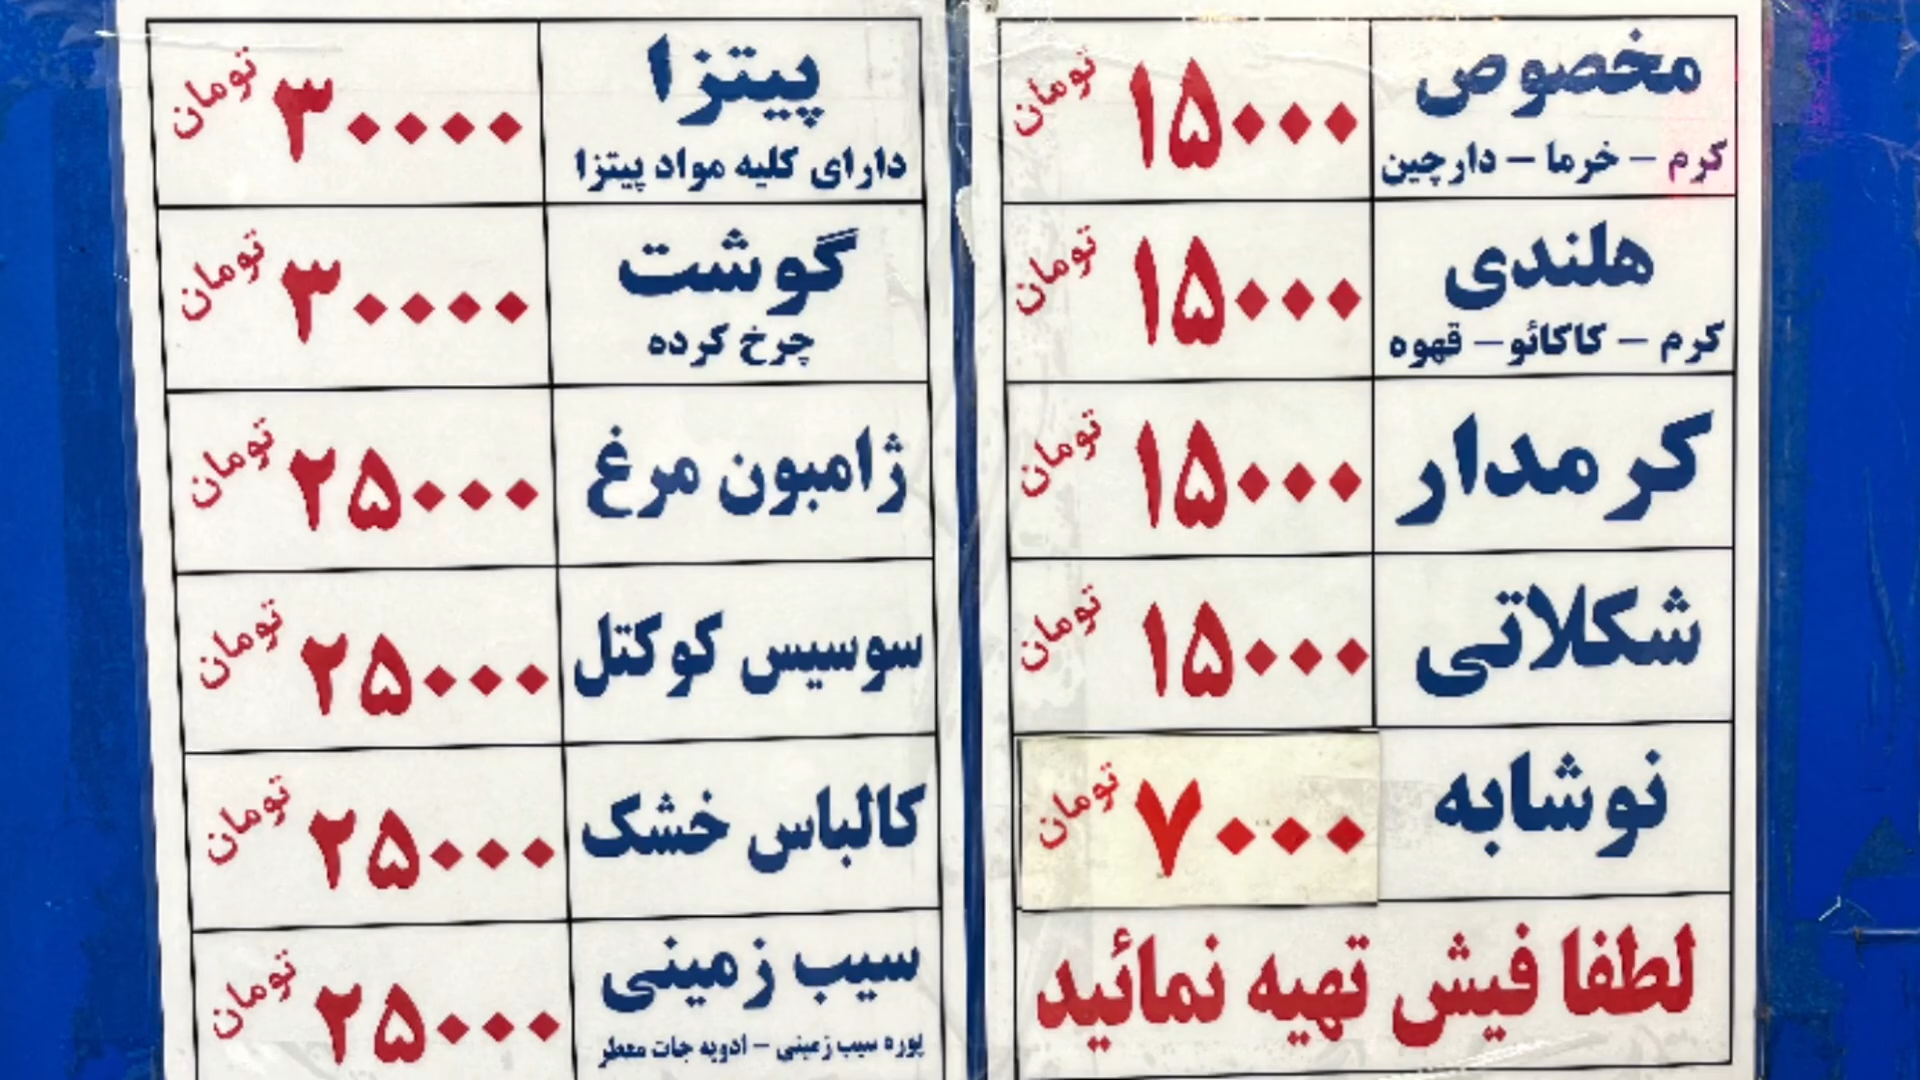 مخصوص
کرم – خرما – دارچین
۱۵۰۰۰ تومان
هلندی
کرم – کاکائو – قهوه
۱۵۰۰۰ تومان
کرمدار
۱۵۰۰۰ تومان
شکلاتی
۱۵۰۰۰ تومان
نوشابه
۷۰۰۰ تومان
لطفا فیش تهیه نمائید
پیتزا
دارای کلیه مواد پیتزا
۳۰۰۰۰ تومان
گوشت
چرخ کرده
۳۰۰۰۰ تومان
ژامبون مرغ
۲۵۰۰۰ تومان
سوسیس کوکتل
۲۵۰۰۰ تومان
کالباس خشک
۲۵۰۰۰ تومان
سیب زمینی
پوره سیب زمینی – ادویه جات معطر
۲۵۰۰۰ تومان